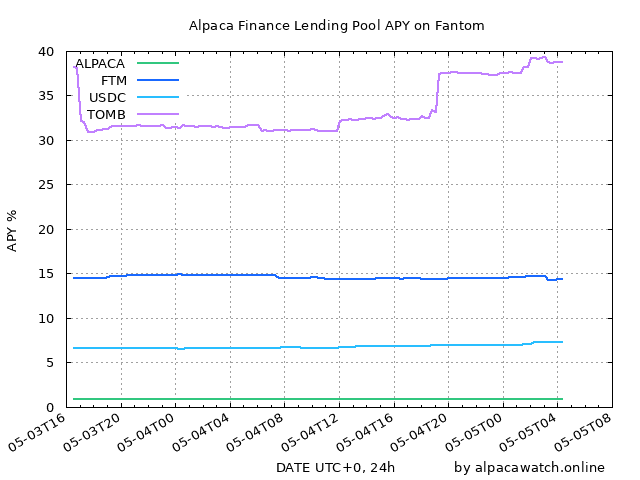 Alpaca Finance Lending Pool APY on Fantom
APY %
40
35
30
25
20
15
10
5
0
ALPACA
FTM
USDC
TOMB
05-03T16
05-03T20
05-04T00
05-04T04
05-04T08
05-04T12
05-04T16
05-04T20
05-05T00
05-05T04
05-05T08
DATE UTC+0, 24h
by alpacawatch.online